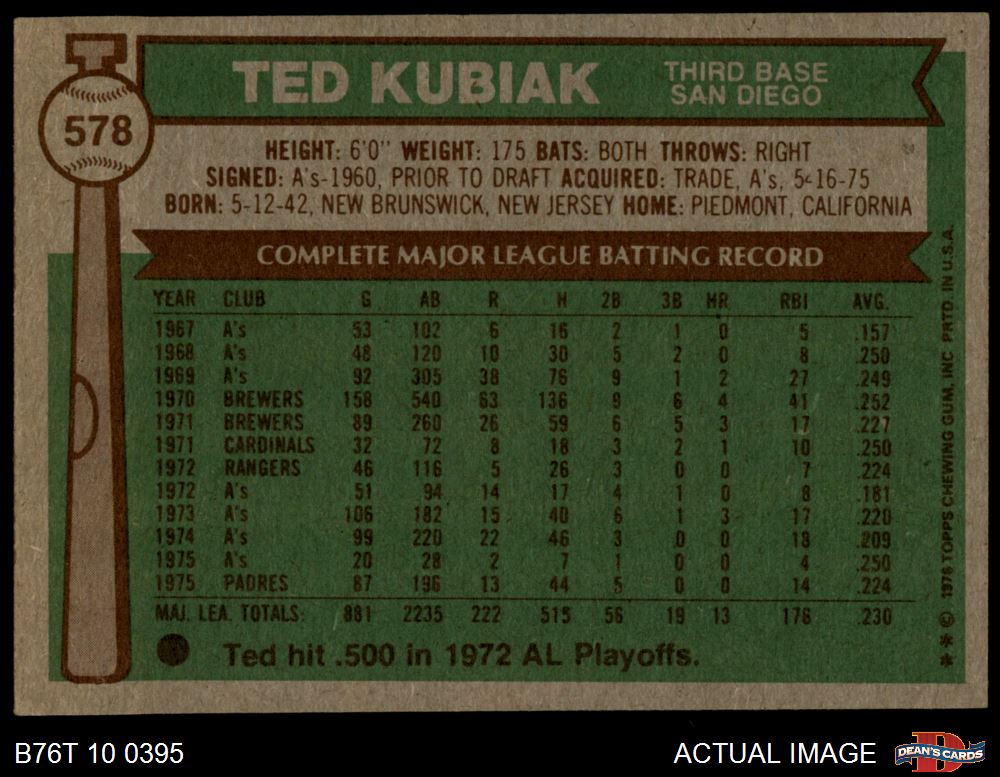 578
TED KUBIAK
THIRD BASE
SAN DIEGO
HEIGHT: 6'0" WEIGHT: 175 BATS: BOTH THROWS: RIGHT
SIGNED: A's-1960, PRIOR TO DRAFT ACQUIRED: TRADE, A's, 5-16-75
BORN: 5-12-42, NEW BRUNSWICK, NEW JERSEY HOME: PIEDMONT, CALIFORNIA
COMPLETE MAJOR LEAGUE BATTING RECORD
YEAR CLUB G AB R H 2B 3B HR RBI AVG.
1967 A's 53 102 6 16 2 1 0 5 .157
1968 A's 48 120 10 30 5 2 0 8 .250
1969 A's 92 305 38 76 9 1 2 27 .249
1970 BREWERS 158 540 63 136 9 6 4 41 .252
1971 BREWERS 89 260 26 59 6 5 3 17 .227
1971 CARDINALS 32 72 8 18 3 2 1 10 .250
1972 RANGERS 46 116 5 26 3 0 0 7 .224
1972 A's 51 94 14 17 4 1 0 8 .181
1973 A's 106 182 15 40 6 1 3 17 .220
1974 A's 99 220 22 46 3 0 0 18 .209
1975 A's 20 28 2 7 1 0 0 4 .250
1975 PADRES 87 196 13 44 5 0 0 14 .224
MAJ. LEA. TOTALS: 881 2235 222 515 56 19 13 176 .230
Ted hit .500 in 1972 AL Playoffs.
** © 1976 TOPPS CHEWING GUM, INC PRTD. IN U.S.A.
B76T 10 0395
ACTUAL IMAGE
DEAN'S CARDS